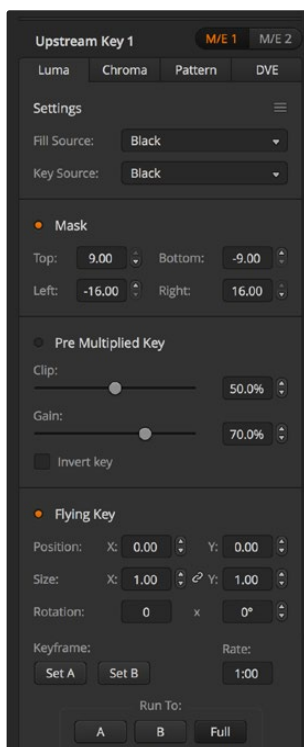 Upstream Key 1 M/E 1 M/E 2
Luma Chroma Pattern DVE
Settings
Fill Source: Black
Key Source: Black
Mask
Top: 9.00 Bottom: -9.00
Left: -16.00 Right: 16.00
Pre Multiplied Key
Clip:
50.0%
Gain:
70.0%
Invert key
Flying Key
Position: X: 0.00 Y: 0.00
Size: X: 1.00 Y: 1.00
Rotation: 0 x 0°
Keyframe: Rate:
Set A Set B 1:00
Run To:
A B Full